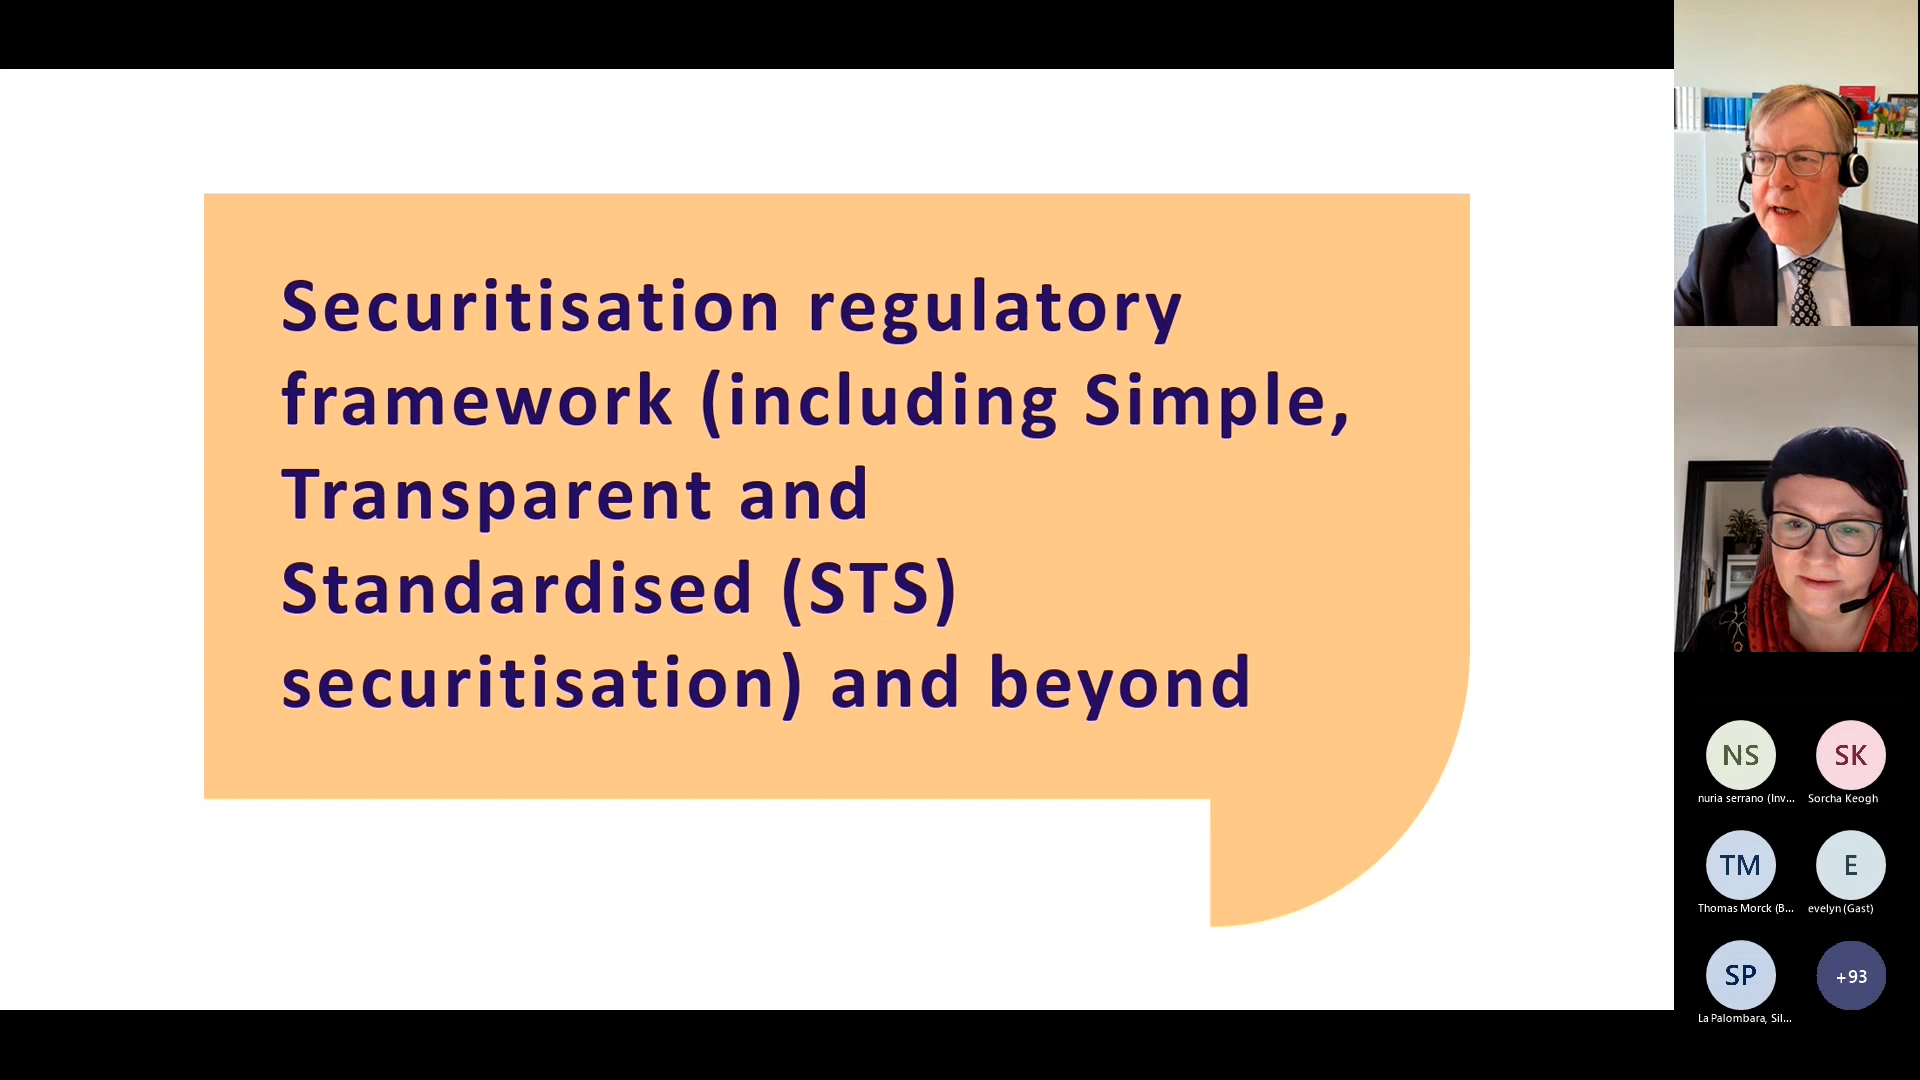 Securitisation regulatory
framework (including Simple,
Transparent and
Standardised (STS)
securitisation) and beyond
NS
SK
nuria serrano (Inv...
Sorcha Keogh
TM
E
Thomas Morck (B...
evelyn (Gast)
SP
+93
La Palombara, Sil...